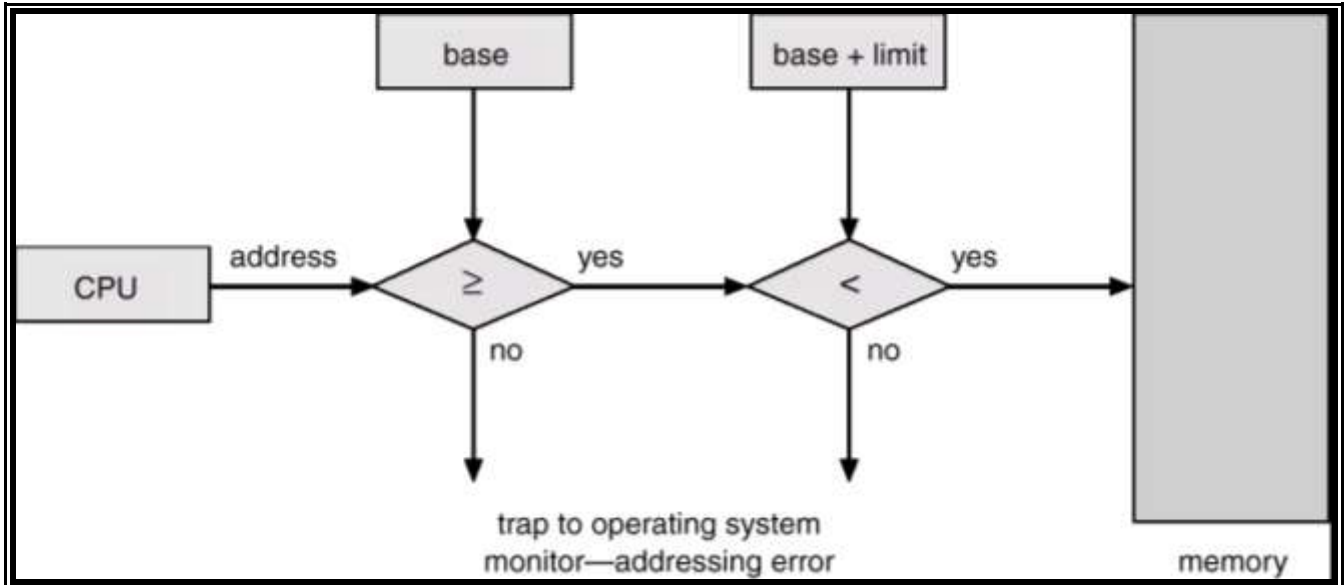 base
base + limit
CPU
address
≥
yes
<
yes
no
no
trap to operating system
monitor—addressing error
memory